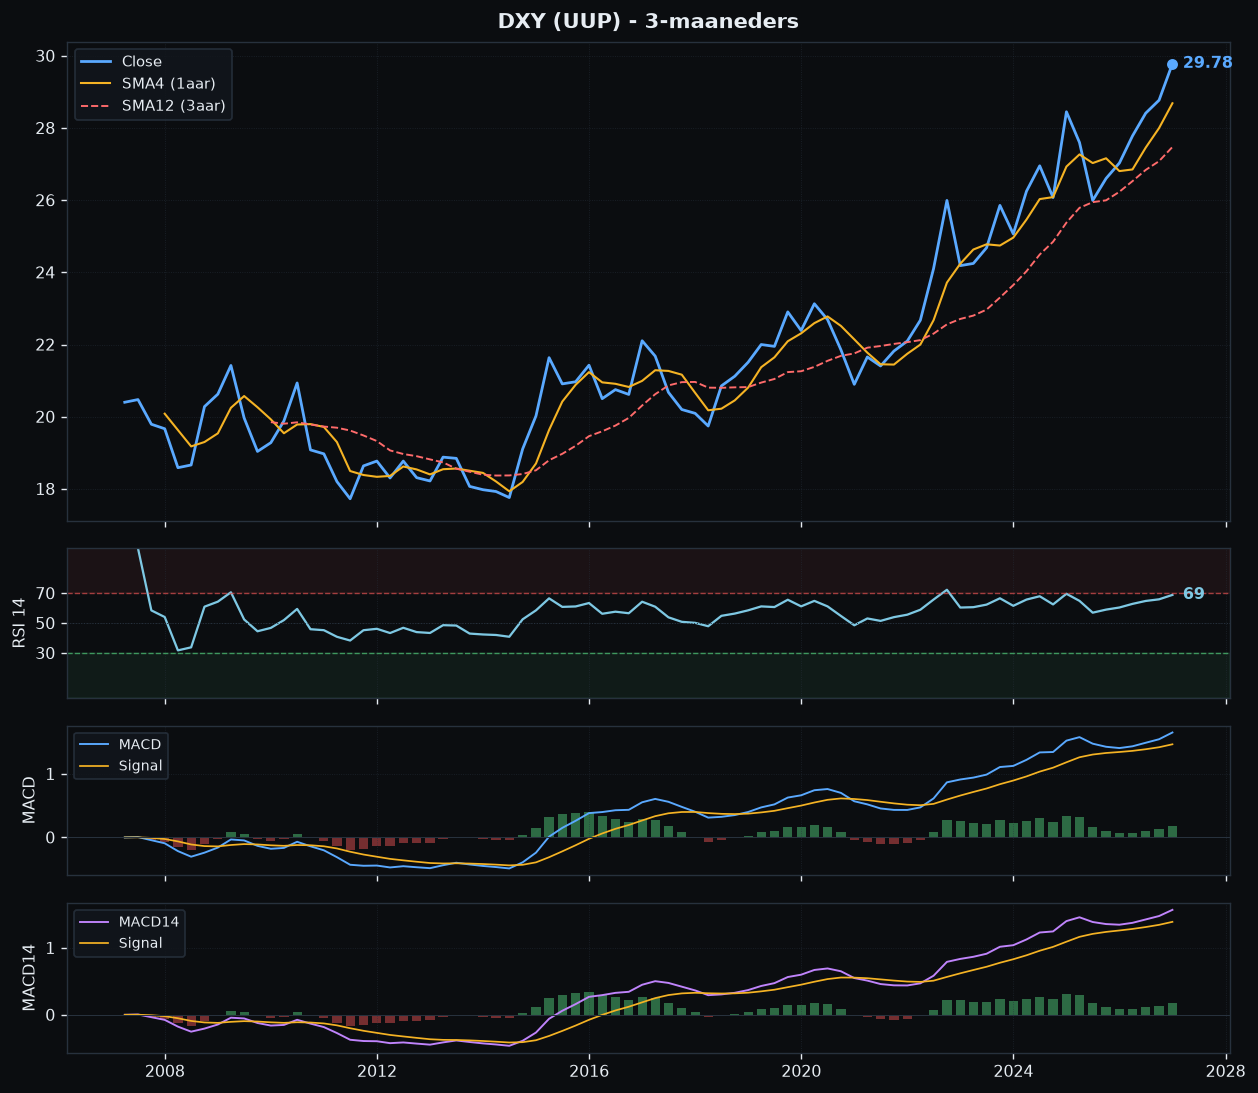 DXY (UUP) - 3-maaneders
Close
SMA4 (1aar)
SMA12 (3aar)
29.78
30
28
26
24
22
20
18
RSI 14
70
50
30
69
MACD
MACD
Signal
1
0
MACD14
MACD14
Signal
1
0
2008
2012
2016
2020
2024
2028